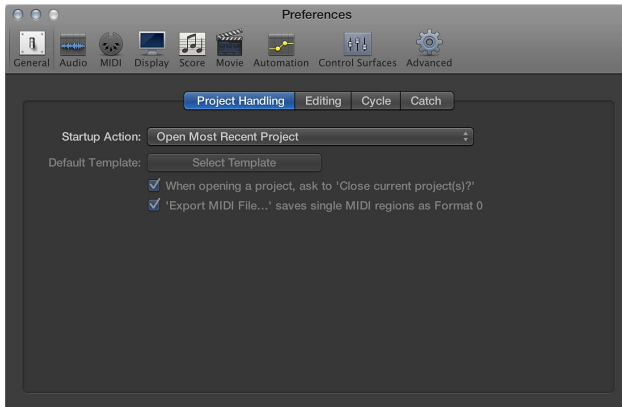 Preferences
General Audio MIDI Display Score Movie Automation Control Surfaces Advanced
Project Handling Editing Cycle Catch
Startup Action: Open Most Recent Project
Default Template: Select Template
When opening a project, ask to 'Close current project(s)?'
'Export MIDI File...' saves single MIDI regions as Format 0